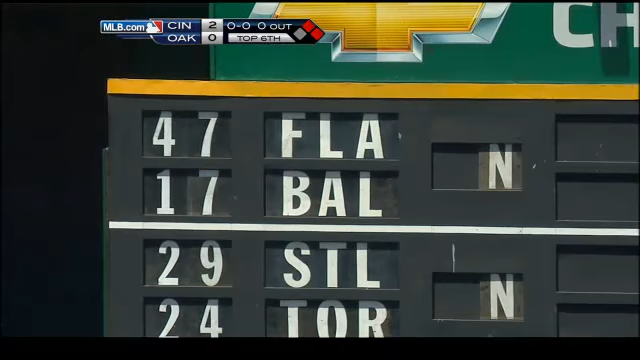 MLB.com CIN 2 0-0 0 OUT
OAK 0 TOP 6TH
CH
47 FLA
17 BAL N
29 STL
24 TOR N